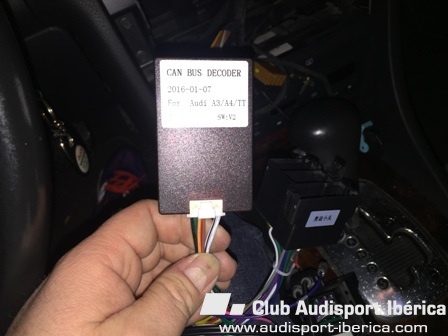 CAN BUS DECODER
2016-01-07
For Audi A3/A4/TT
SW:V2
Club Audisport Ibérica
www.audisport-iberica.com